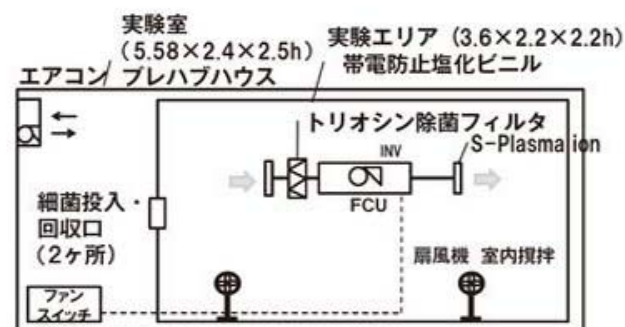 実験室
(5.58×2.4×2.5h)
実験エリア (3.6×2.2×2.2h)
エアコン プレハブハウス
帯電防止塩化ビニル
トリオシン除菌フィルタ
INV
S-Plasma ion
FCU
細菌投入・
回収口
(2ヶ所)
扇風機 室内撹拌
ファン
スイッチ